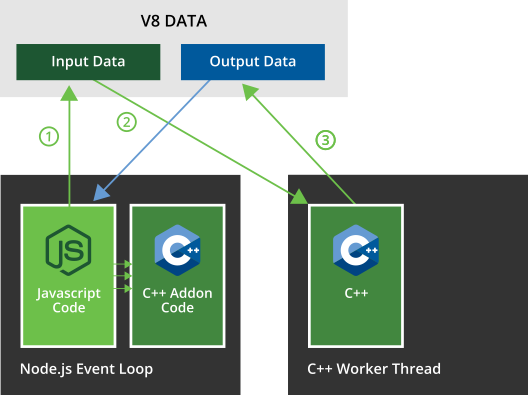 V8 DATA
Input Data
Output Data
1
2
3
JS
Javascript
Code
C++
C++ Addon
Code
C++
C++
Node.js Event Loop
C++ Worker Thread